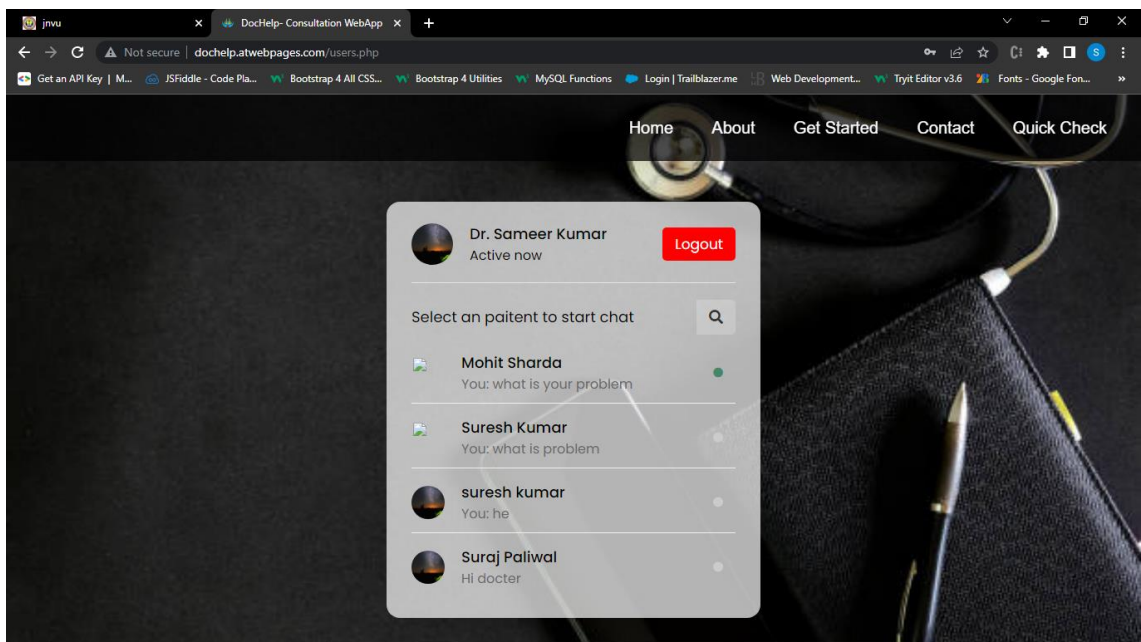 jnvu
DocHelp- Consultation WebApp
Not secure | dochelp.atwebpages.com/users.php
S
Get an API Key | M... JSFiddle - Code Pla... Bootstrap 4 All CSS... Bootstrap 4 Utilities MySQL Functions Login | Trailblazer.me Web Development... Tryit Editor v3.6 Fonts - Google Fon... »
Home About Get Started Contact Quick Check
Dr. Sameer Kumar
Active now
Logout
Select an paitent to start chat
Mohit Sharda
You: what is your problem
Suresh Kumar
You: what is problem
suresh kumar
You: he
Suraj Paliwal
Hi docter